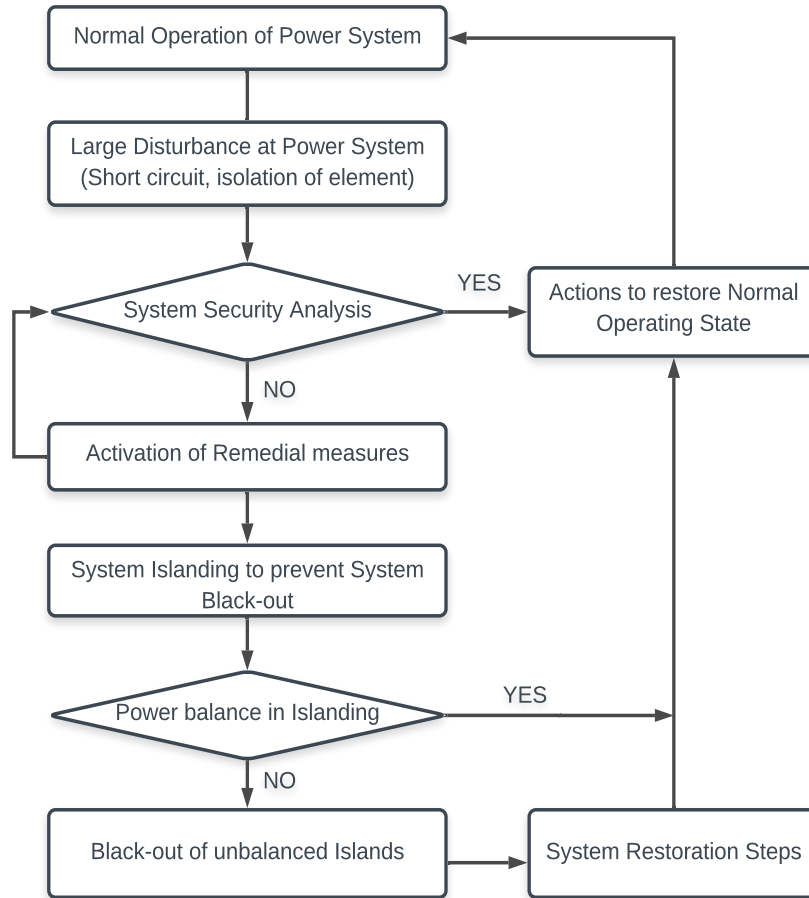 Normal Operation of Power System
Large Disturbance at Power System
(Short circuit, isolation of element)
System Security Analysis
YES
Actions to restore Normal
Operating State
NO
Activation of Remedial measures
System Islanding to prevent System
Black-out
Power balance in Islanding
YES
NO
Black-out of unbalanced Islands
System Restoration Steps